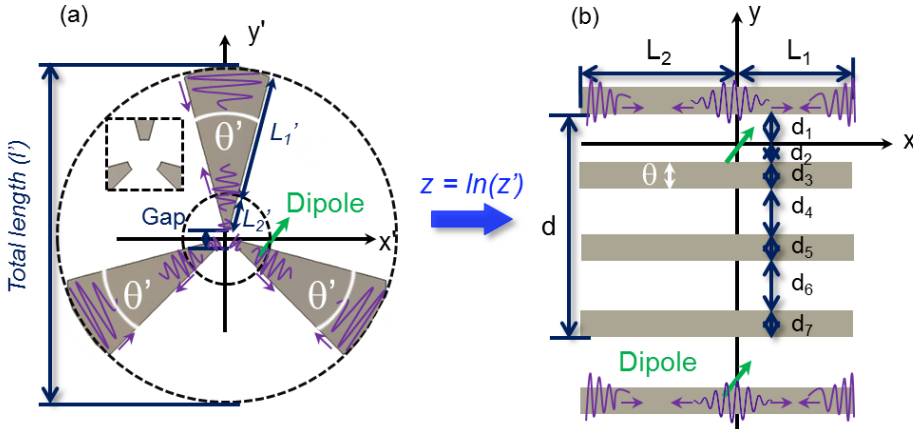 (a)
y'
Total length (l')
θ'
L₁'
Gap
L₂'
Dipole
x'
θ'
θ'
z = ln(z')
(b)
y
L₂
L₁
d₁
x
d₂
θ
d₃
d
d₄
d₅
d₆
d₇
Dipole